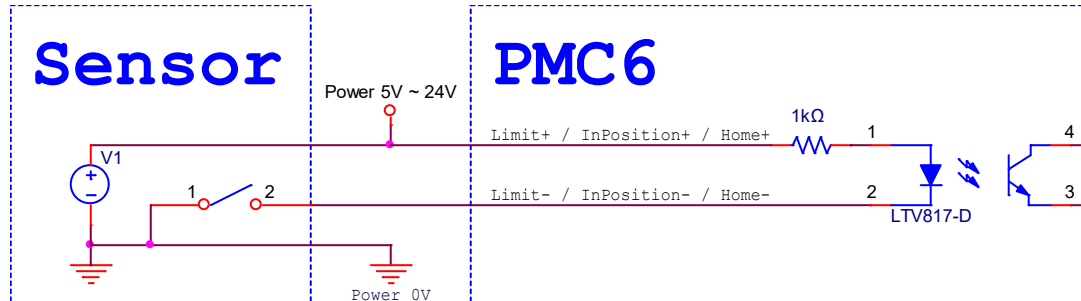 Sensor
PMC6
Power 5V ~ 24V
1kΩ
Limit+ / InPosition+ / Home+
1
4
V1
1
2
Limit- / InPosition- / Home-
2
3
LTV817-D
Power 0V